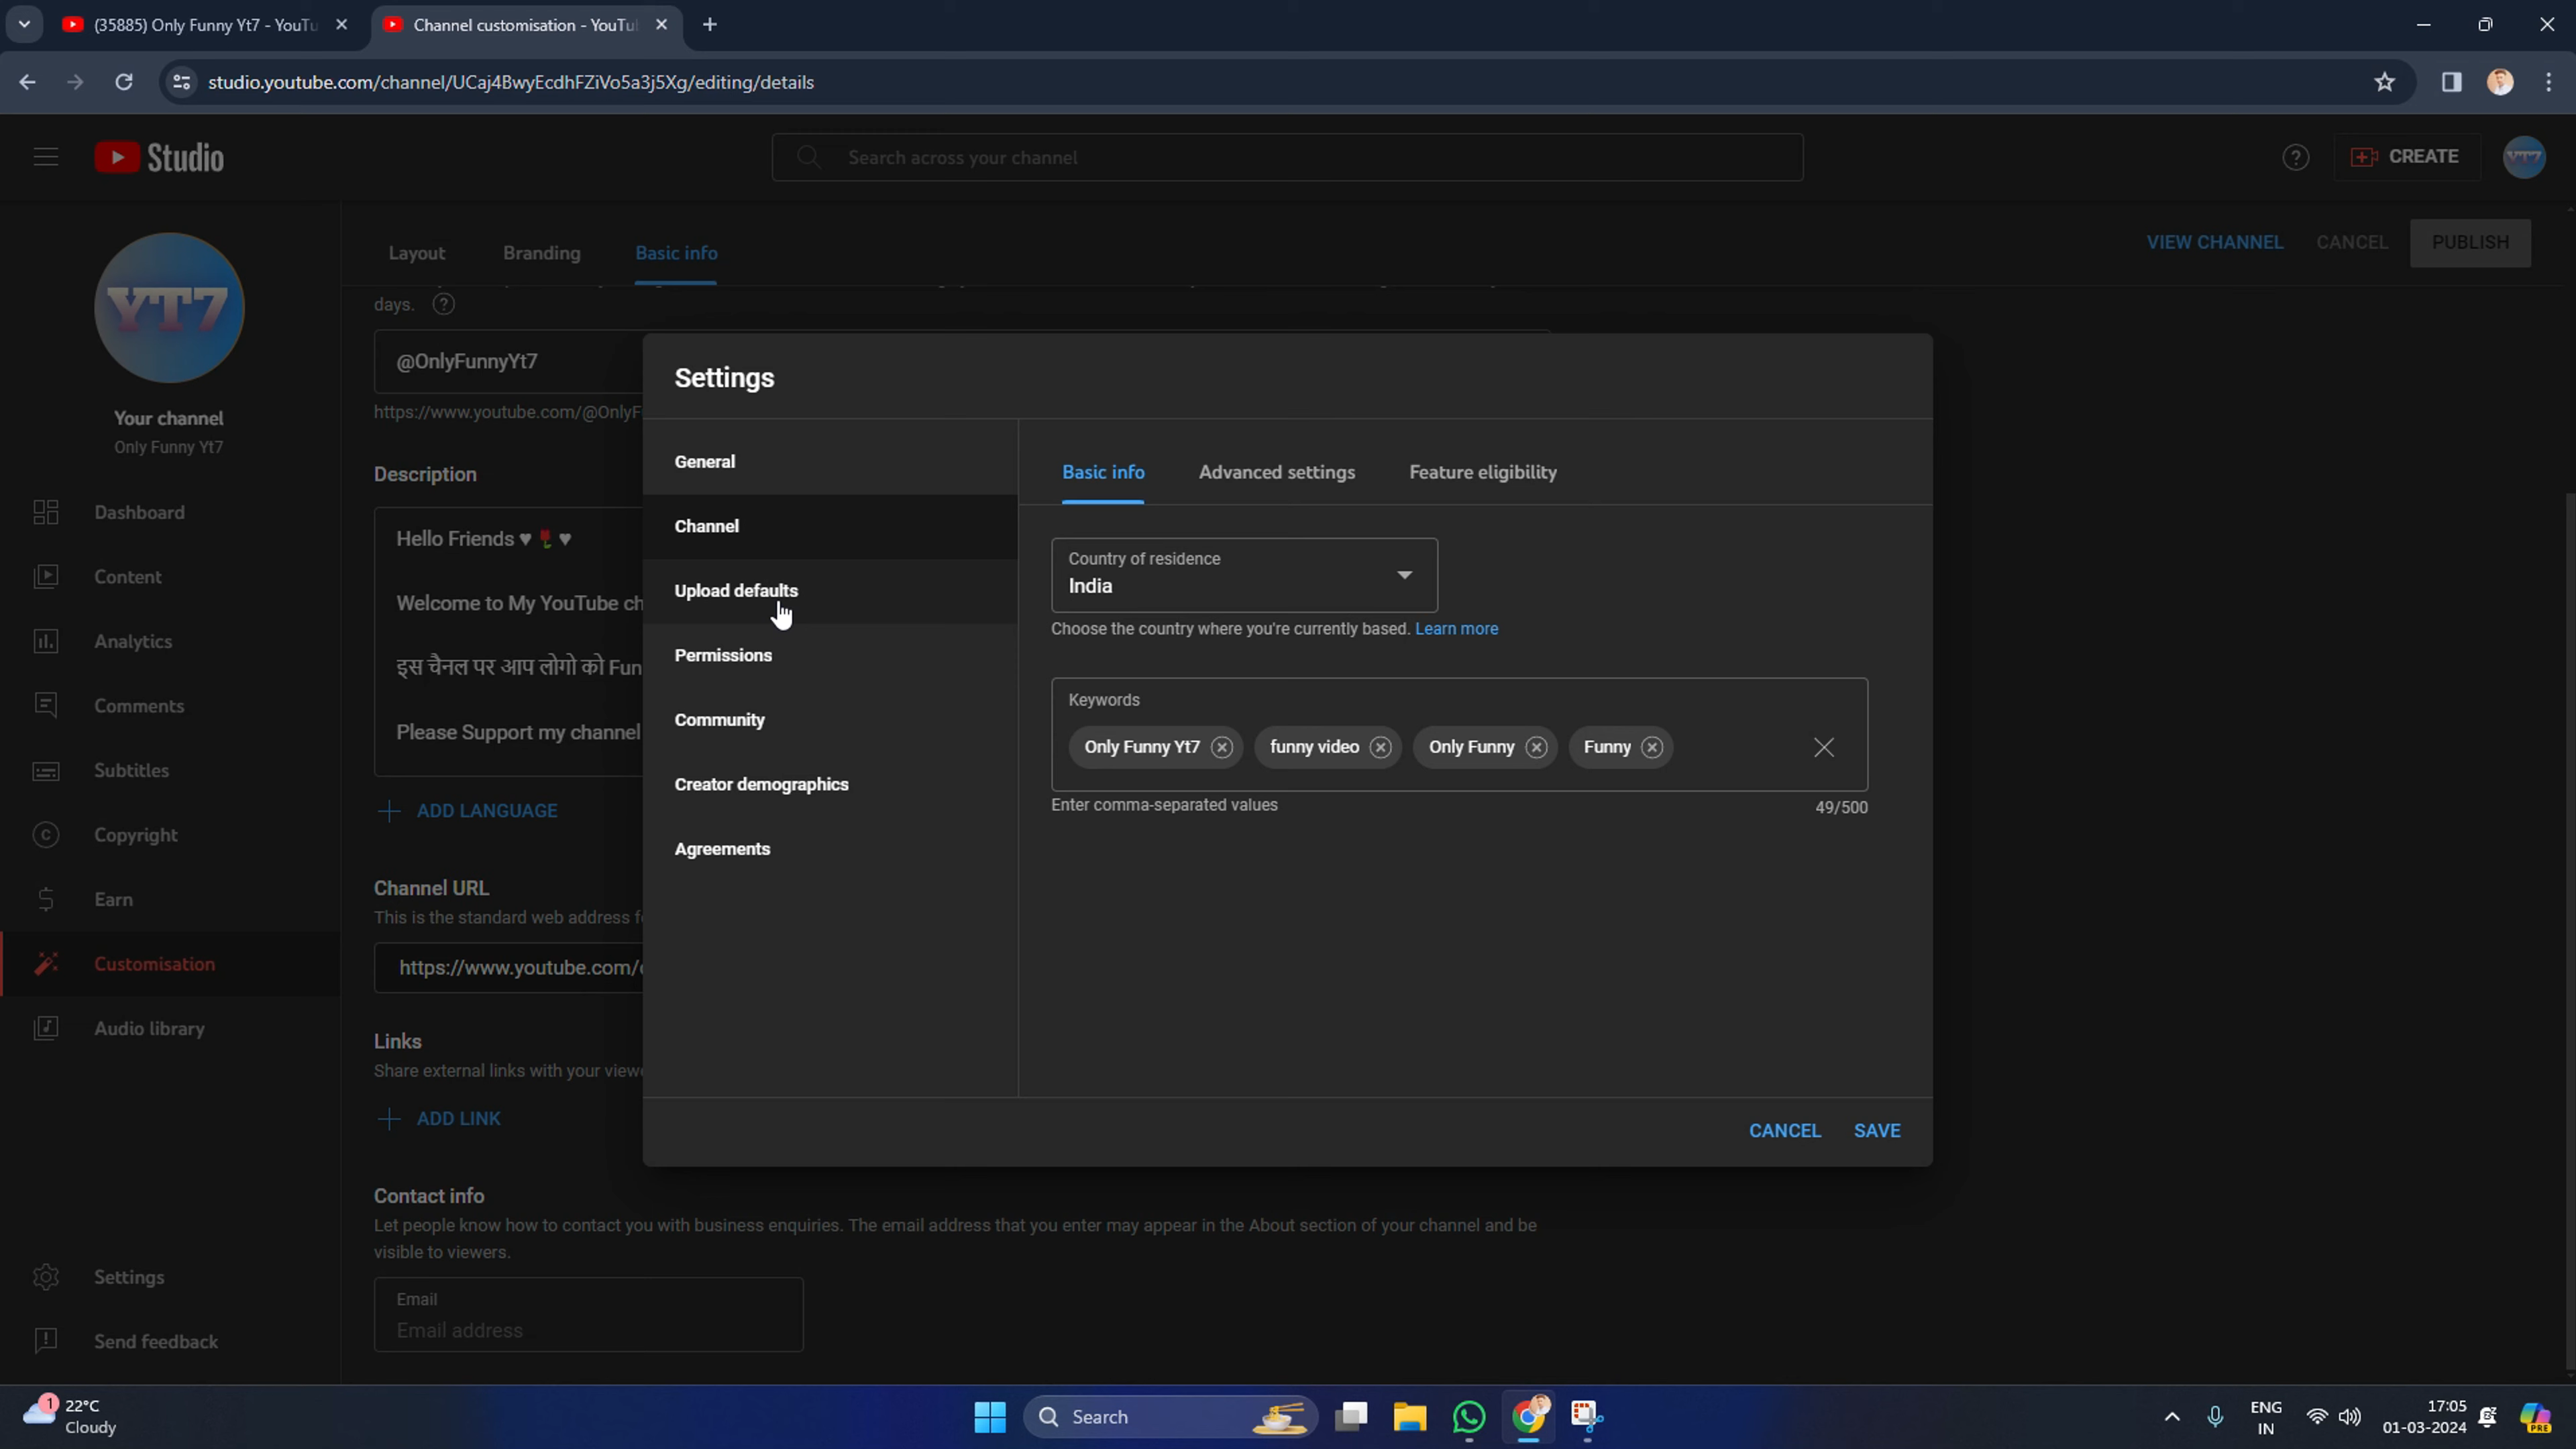 (35885) Only Funny Yt7 - YouTu
Channel customisation - YouTu
studio.youtube.com/channel/UCaj4BwyEcdhFZiVo5a3j5Xg/editing/details
Studio
Search across your channel
CREATE
YT7
Layout
Branding
Basic info
VIEW CHANNEL
CANCEL
PUBLISH
YT7
Your channel
Only Funny Yt7
Dashboard
Content
Analytics
Comments
Subtitles
Copyright
Earn
Customisation
Audio library
Settings
Send feedback
days.
@OnlyFunnyYt7
https://www.youtube.com/@OnlyF
Description
Hello Friends ♥🌹♥
Welcome to My YouTube ch
इस चैनल पर आप लोगो को Fun
Please Support my channel
ADD LANGUAGE
Channel URL
This is the standard web address f
https://www.youtube.com/
Links
Share external links with your view
ADD LINK
Contact info
Let people know how to contact you with business enquiries. The email address that you enter may appear in the About section of your channel and be
visible to viewers.
Email
Email address
Settings
General
Channel
Upload defaults
Permissions
Community
Creator demographics
Agreements
Basic info
Advanced settings
Feature eligibility
Country of residence
India
Choose the country where you're currently based. Learn more
Keywords
Only Funny Yt7
funny video
Only Funny
Funny
Enter comma-separated values
49/500
CANCEL
SAVE
1
22°C
Cloudy
Search
ENG
IN
17:05
01-03-2024
PRE